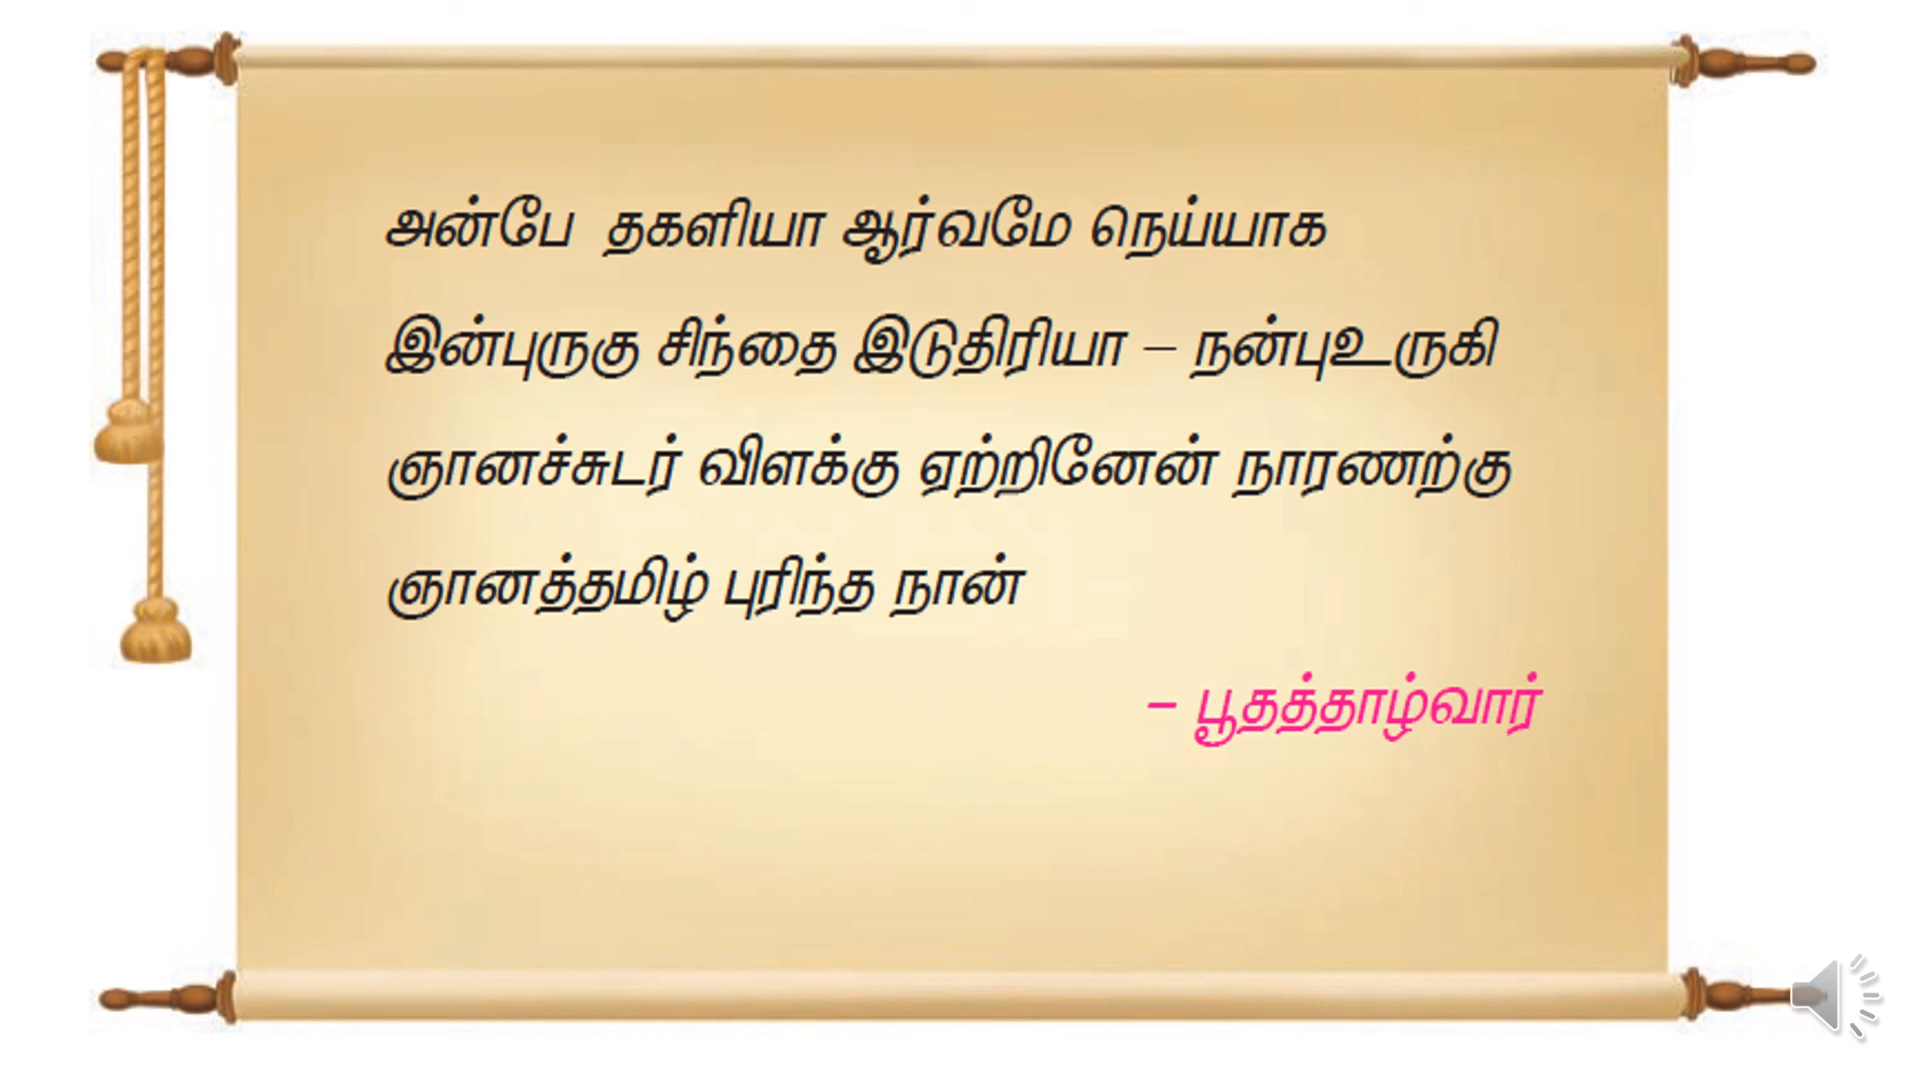 அன்பே தகளியா ஆர்வமே நெய்யாக
இன்புருகு சிந்தை இடுதிரியா – நன்புஉருகி
ஞானச்சுடர் விளக்கு ஏற்றினேன் நாரணற்கு
ஞானத்தமிழ் புரிந்த நான்
– பூதத்தாழ்வார்